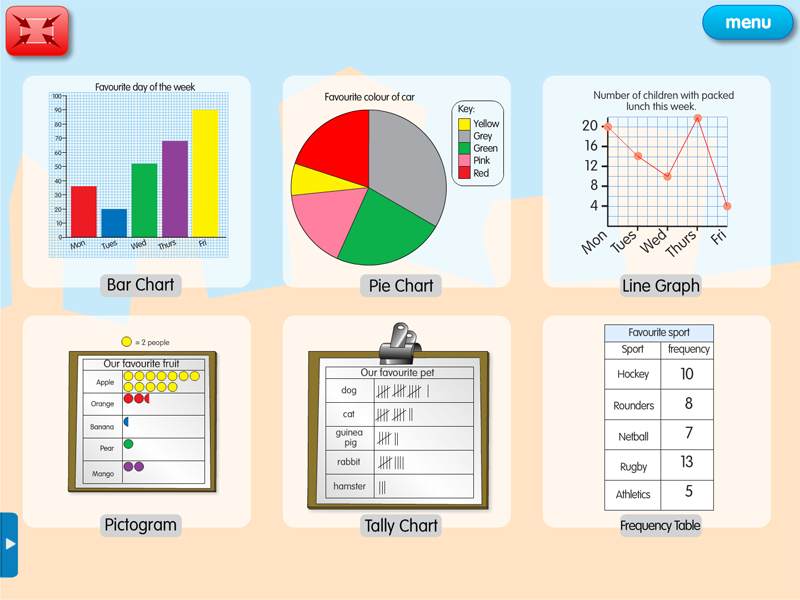 menu
Favourite day of the week
100
90
80
70
60
50
40
30
20
10
0
Mon Tues Wed Thurs Fri
Bar Chart
Favourite colour of car
Key:
Yellow
Grey
Green
Pink
Red
Pie Chart
Number of children with packed
lunch this week.
20
16
12
8
4
Mon Tues Wed Thurs Fri
Line Graph
= 2 people
Our favourite fruit
Apple
Orange
Banana
Pear
Mango
Pictogram
Our favourite pet
dog
cat
guinea
pig
rabbit
hamster
Tally Chart
Favourite sport
Sport frequency
Hockey 10
Rounders 8
Netball 7
Rugby 13
Athletics 5
Frequency Table